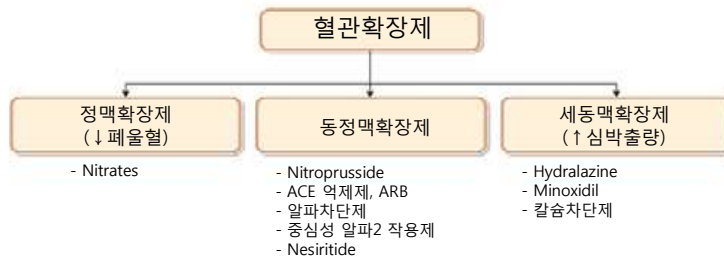 혈관확장제
정맥확장제
(↓폐울혈)
- Nitrates
동정맥확장제
- Nitroprusside
- ACE 억제제, ARB
- 알파차단제
- 중심성 알파2 작용제
- Nesiritide
세동맥확장제
(↑심박출량)
- Hydralazine
- Minoxidil
- 칼슘차단제